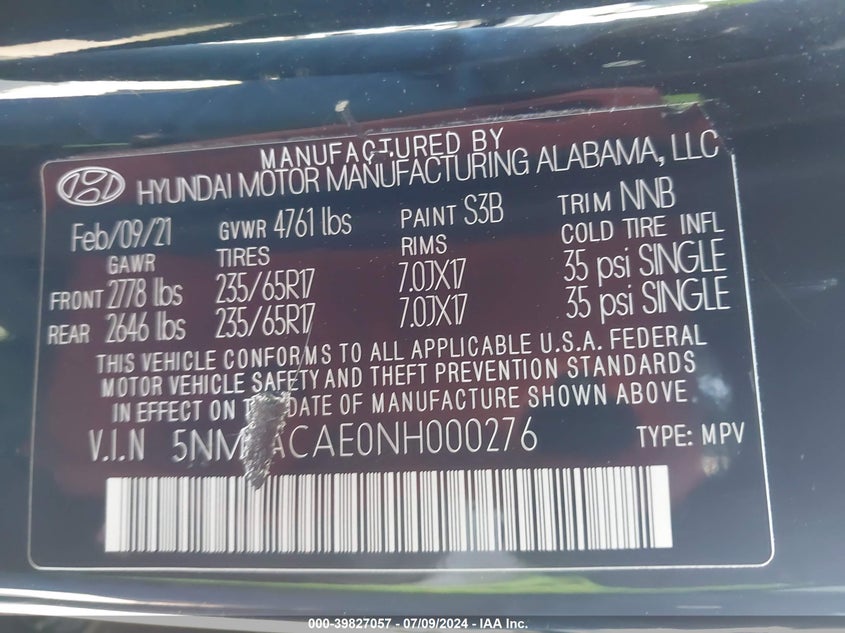 MANUFACTURED BY
HYUNDAI MOTOR MANUFACTURING ALABAMA, LLC
Feb/09/21 GVWR 4761 lbs PAINT S3B TRIM NNB
GAWR TIRES RIMS COLD TIRE INFL
FRONT 2778 lbs 235/65R17 7.0JX17 35 psi SINGLE
REAR 2646 lbs 235/65R17 7.0JX17 35 psi SINGLE
THIS VEHICLE CONFORMS TO ALL APPLICABLE U.S.A. FEDERAL
MOTOR VEHICLE SAFETY AND THEFT PREVENTION STANDARDS
IN EFFECT ON THE DATE OF MANUFACTURE SHOWN ABOVE.
V.I.N TYPE: MPV
000-39827057 - 07/09/2024 - IAA Inc.